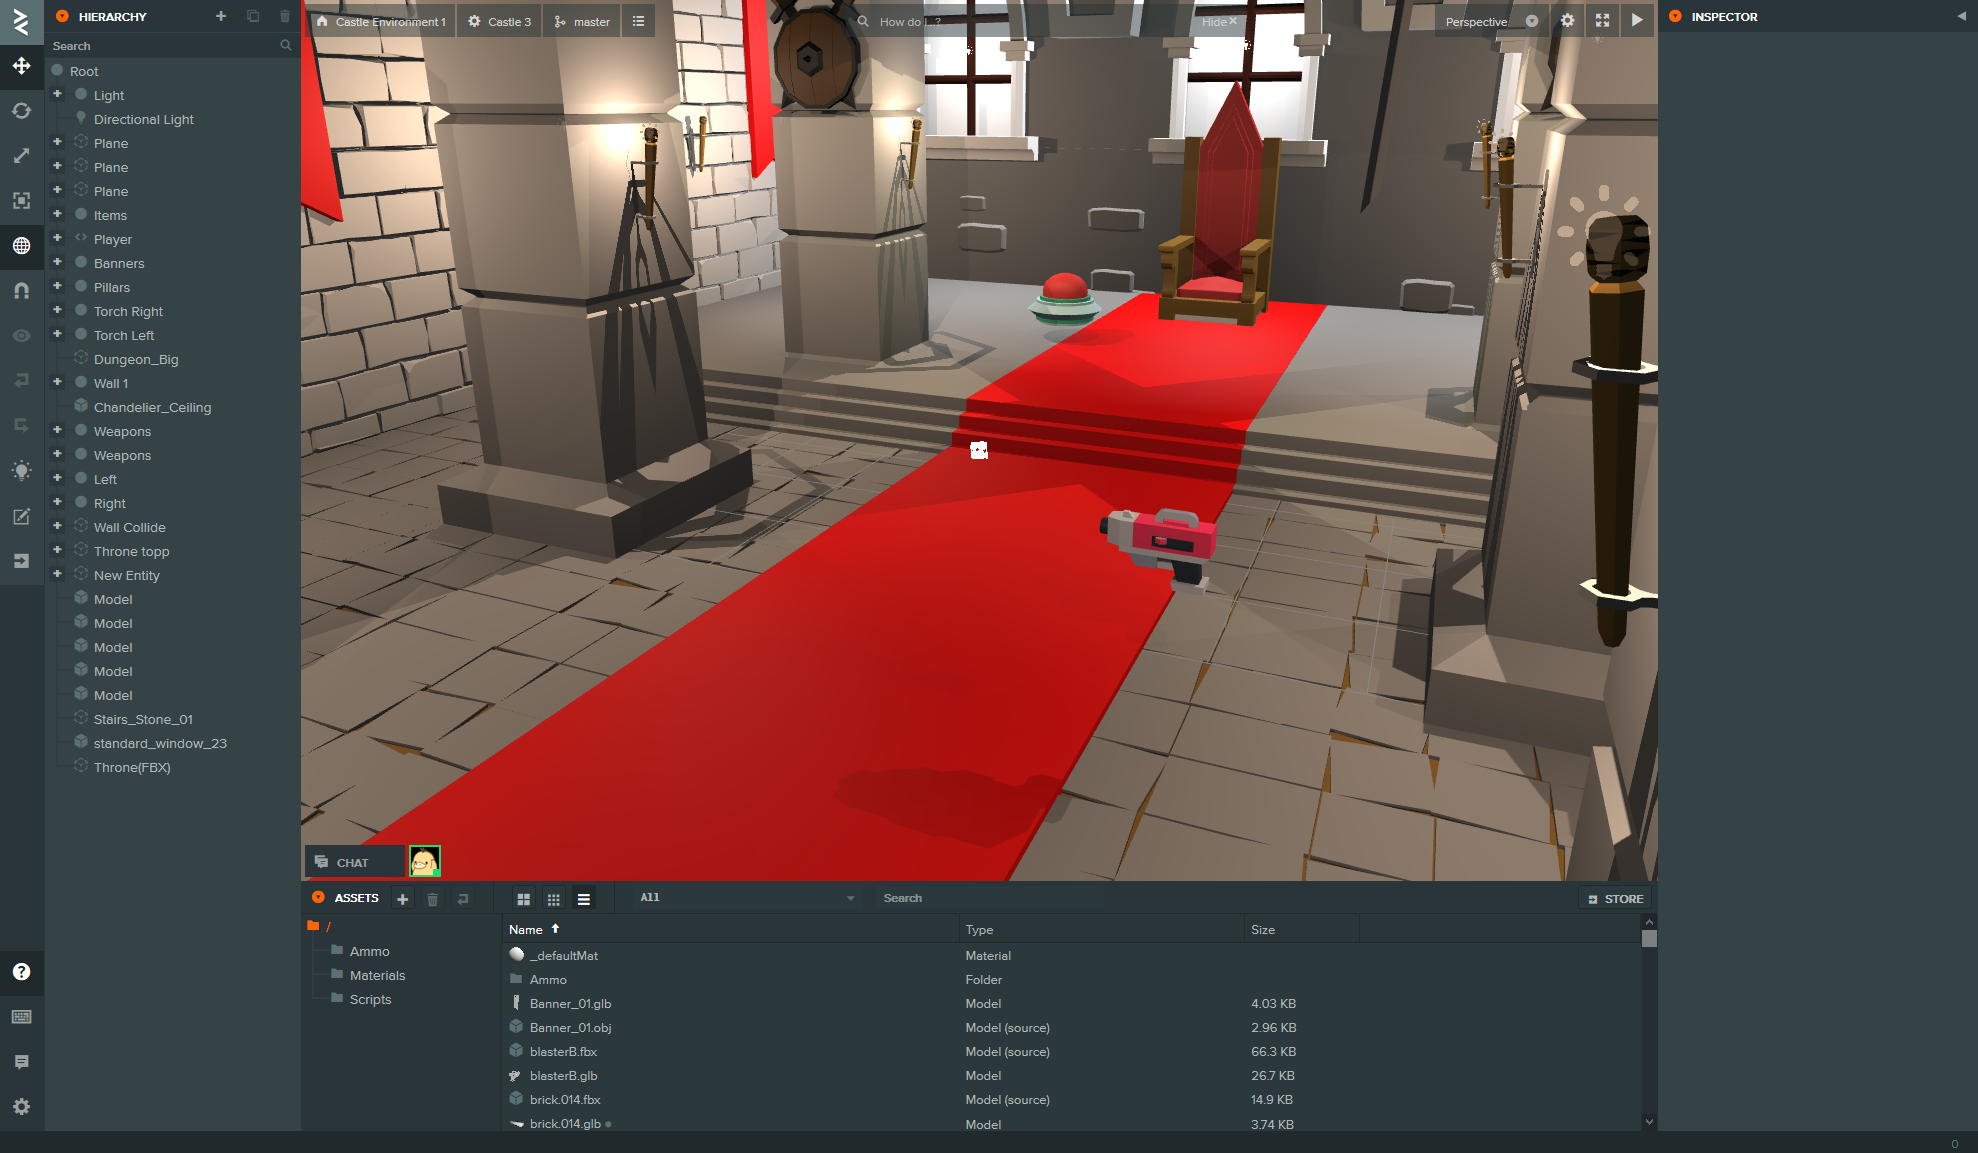 HIERARCHY
Search
Root
Light
Directional Light
Plane
Plane
Plane
Items
Player
Banners
Pillars
Torch Right
Torch Left
Dungeon_Big
Wall 1
Chandelier_Ceiling
Weapons
Weapons
Left
Right
Wall Collide
Throne topp
New Entity
Model
Model
Model
Model
Model
Stairs_Stone_01
standard_window_23
Throne(FBX)
Castle Environment 1
Castle 3
master
How do I...?
Hide
Perspective
INSPECTOR
CHAT
ASSETS
All
Search
STORE
/
Ammo
Materials
Scripts
Name Type Size
_defaultMat Material
Ammo Folder
Banner_01.glb Model 4.03 KB
Banner_01.obj Model (source) 2.96 KB
blasterB.fbx Model (source) 66.3 KB
blasterB.glb Model 26.7 KB
brick.014.fbx Model (source) 14.9 KB
brick.014.glb Model 3.74 KB
0